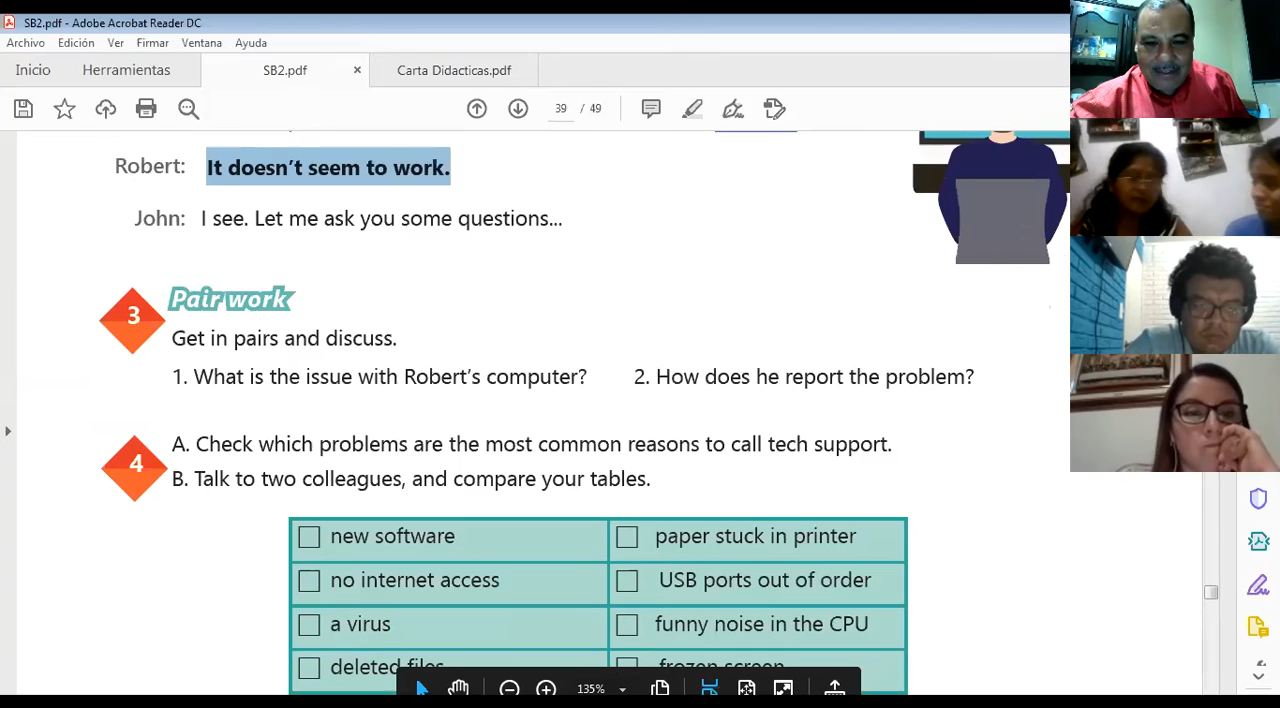 SB2.pdf - Adobe Acrobat Reader DC
Archivo Edición Ver Firmar Ventana Ayuda
Inicio Herramientas SB2.pdf × Carta Didacticas.pdf
39 / 49
Robert: It doesn't seem to work.
John: I see. Let me ask you some questions...
3 Pair work
Get in pairs and discuss.
1. What is the issue with Robert's computer? 2. How does he report the problem?
4 A. Check which problems are the most common reasons to call tech support.
B. Talk to two colleagues, and compare your tables.
new software paper stuck in printer
no internet access USB ports out of order
a virus funny noise in the CPU
deleted files frozen screen
135%